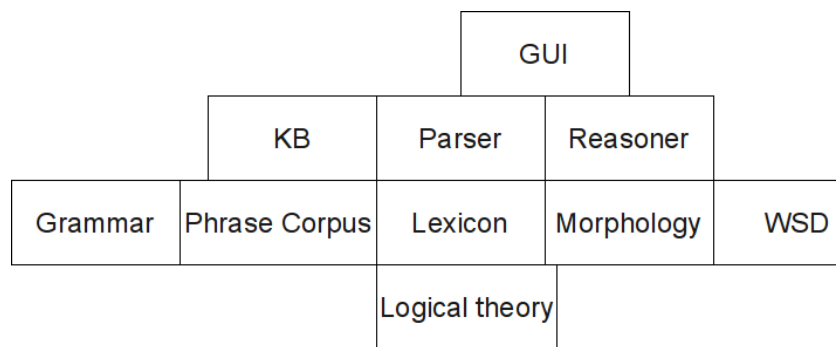 GUI
KB Parser Reasoner
Grammar Phrase Corpus Lexicon Morphology WSD
Logical theory